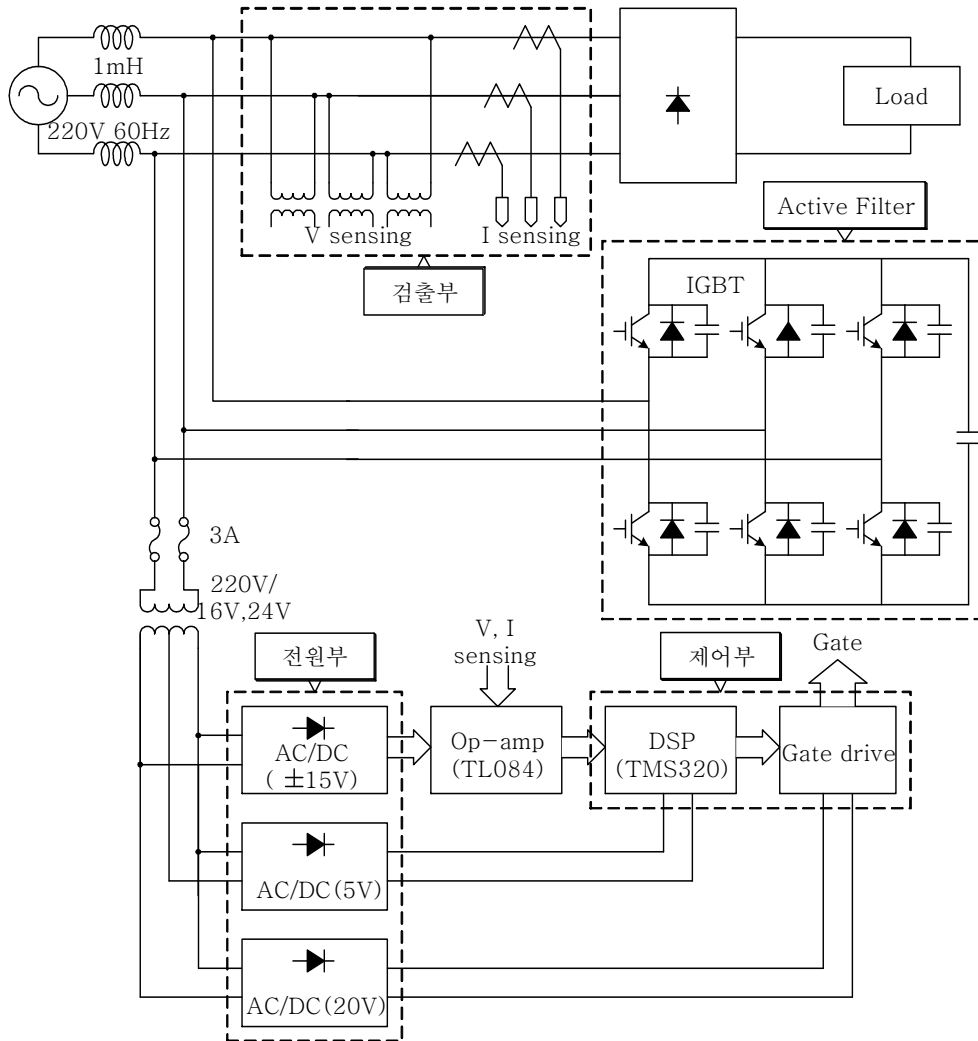 1mH
220V 60Hz
Load
V sensing
I sensing
검출부
Active Filter
IGBT
3A
220V/
16V,24V
전원부
V, I
sensing
제어부
Gate
AC/DC
( ±15V)
Op-amp
(TL084)
DSP
(TMS320)
Gate drive
AC/DC(5V)
AC/DC(20V)